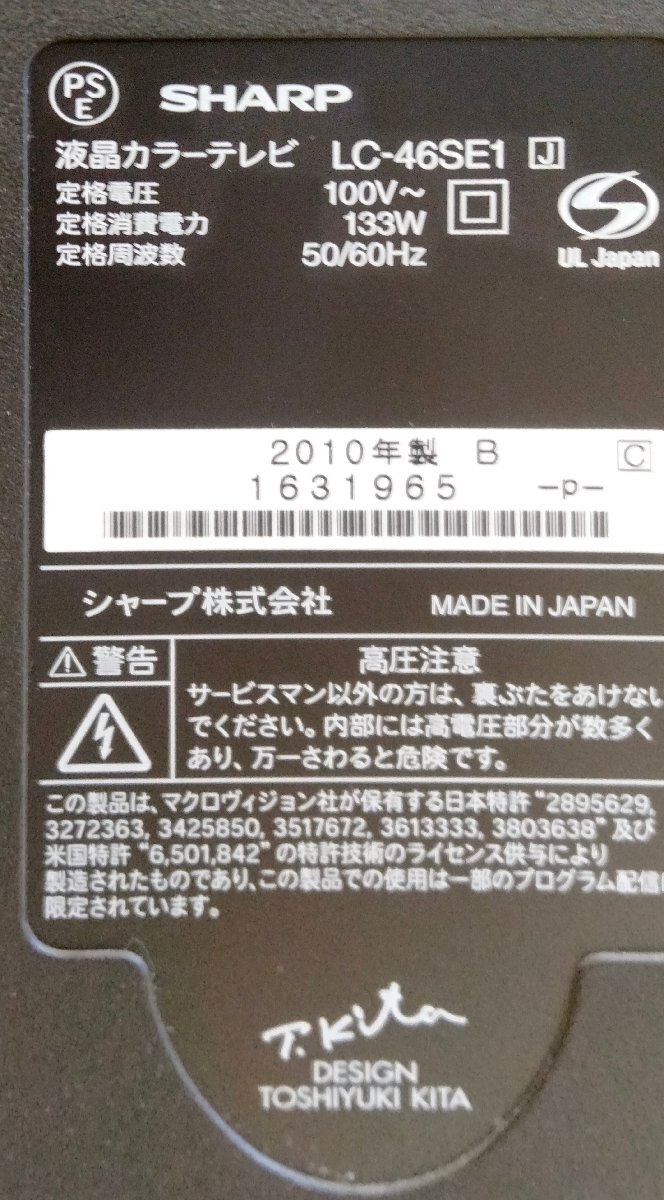 PS
E
SHARP
液晶カラーテレビ LC-46SE1 J
定格電圧 100V～
定格消費電力 133W
定格周波数 50/60Hz
UL Japan
2010年製 B C
1631965 -p-
シャープ株式会社 MADE IN JAPAN
警告
高圧注意
サービスマン以外の方は、裏ぶたをあけない
でください。内部には高電圧部分が数多く
あり、万一さわると危険です。
この製品は、マクロヴィジョン社が保有する日本特許 “2895629,
3272363, 3425850, 3517672, 3613333, 3803638” 及び
米国特許 “6,501,842” の特許技術のライセンス供与により
製造されたものであり、この製品での使用は一部のプログラム配信に
限定されています。
T. Kita
DESIGN
TOSHIYUKI KITA